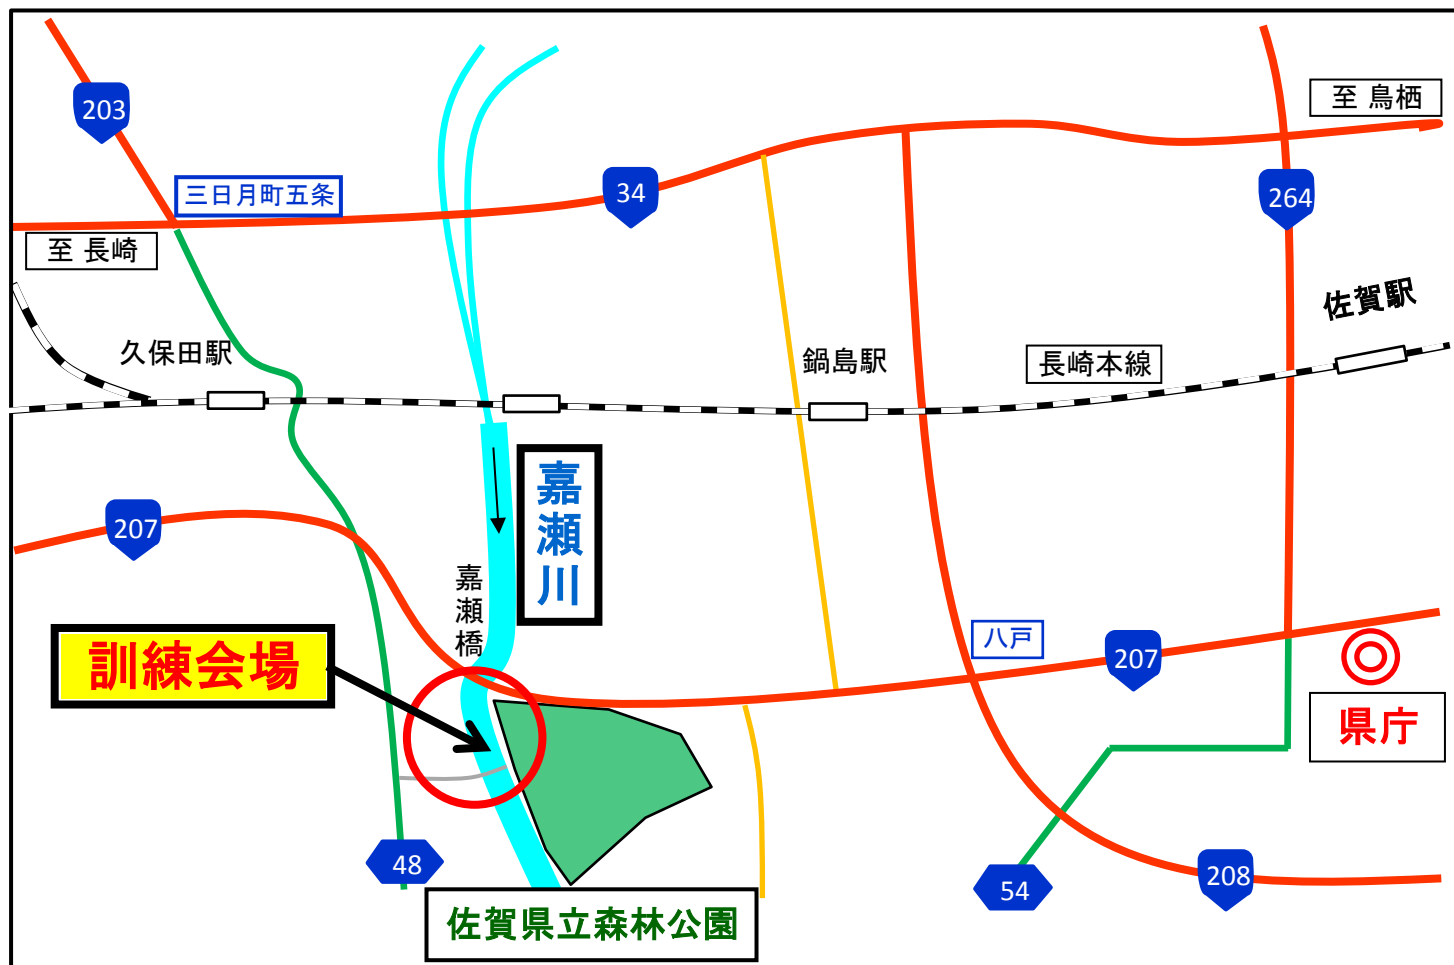 203
至 鳥栖
三日月町五条
34
264
至 長崎
佐賀駅
久保田駅
鍋島駅
長崎本線
嘉瀬川
207
嘉瀬橋
訓練会場
八戸
207
県庁
48
54
208
佐賀県立森林公園